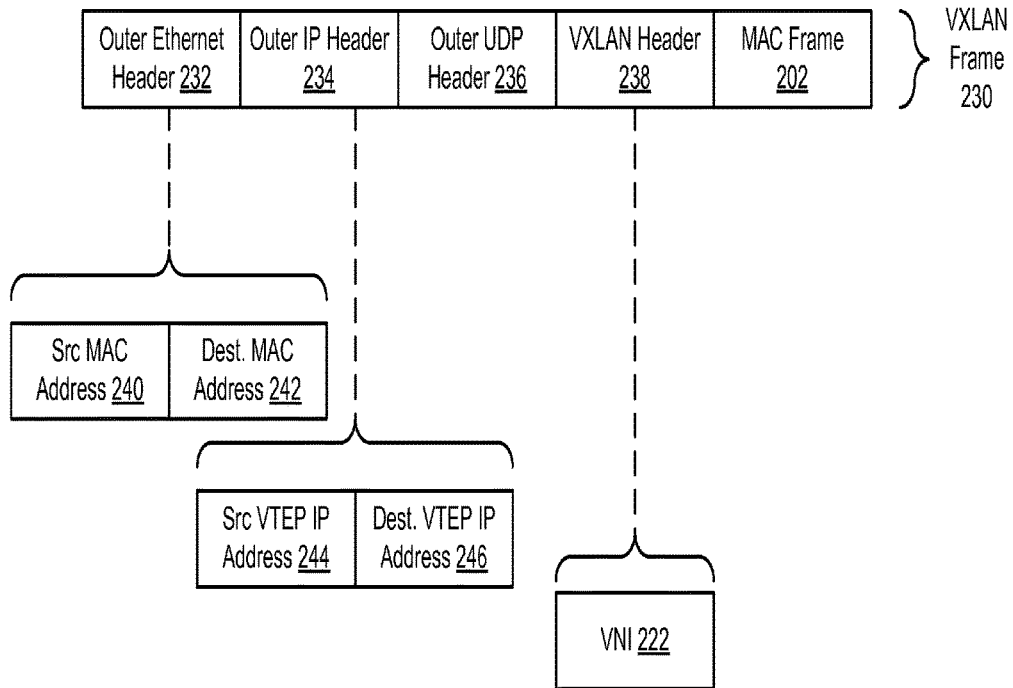 Outer Ethernet
Header 232
Outer IP Header
234
Outer UDP
Header 236
VXLAN Header
238
MAC Frame
202
VXLAN
Frame
230
Src MAC
Address 240
Dest. MAC
Address 242
Src VTEP IP
Address 244
Dest. VTEP IP
Address 246
VNI 222